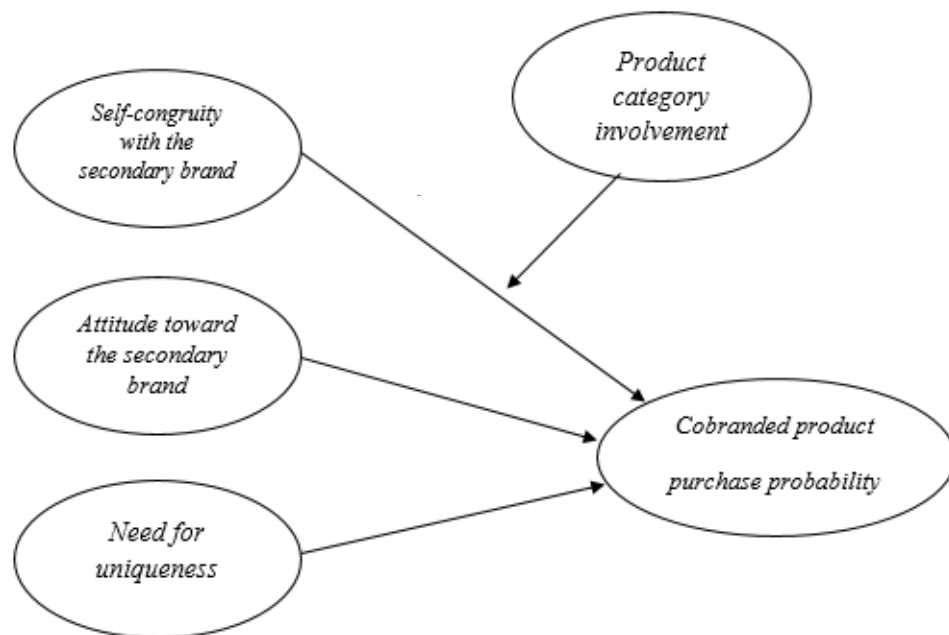 Product
category
involvement
Self-congruity
with the
secondary brand
Attitude toward
the secondary
brand
Cobranded product
purchase probability
Need for
uniqueness